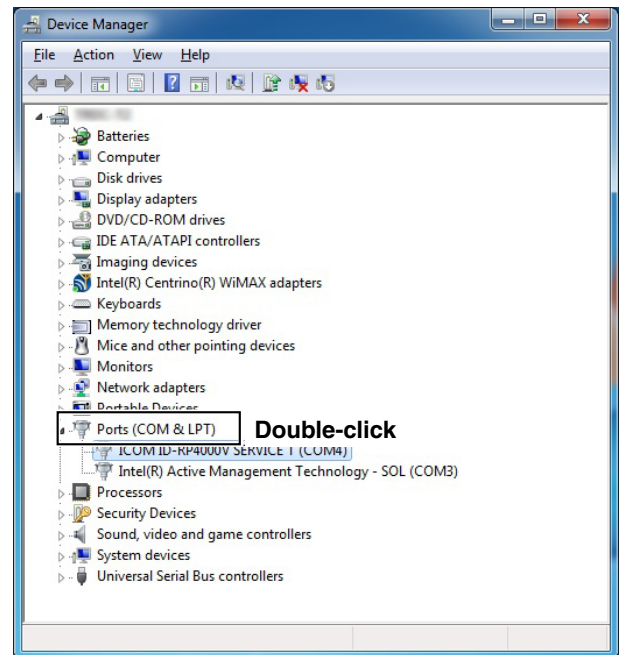 Device Manager
File Action View Help
Batteries
Computer
Disk drives
Display adapters
DVD/CD-ROM drives
IDE ATA/ATAPI controllers
Imaging devices
Intel(R) Centrino(R) WiMAX adapters
Keyboards
Memory technology driver
Mice and other pointing devices
Monitors
Network adapters
Portable Devices
Ports (COM & LPT) Double-click
ICOM ID-RP4000V SERVICE T (COM4)
Intel(R) Active Management Technology - SOL (COM3)
Processors
Security Devices
Sound, video and game controllers
System devices
Universal Serial Bus controllers